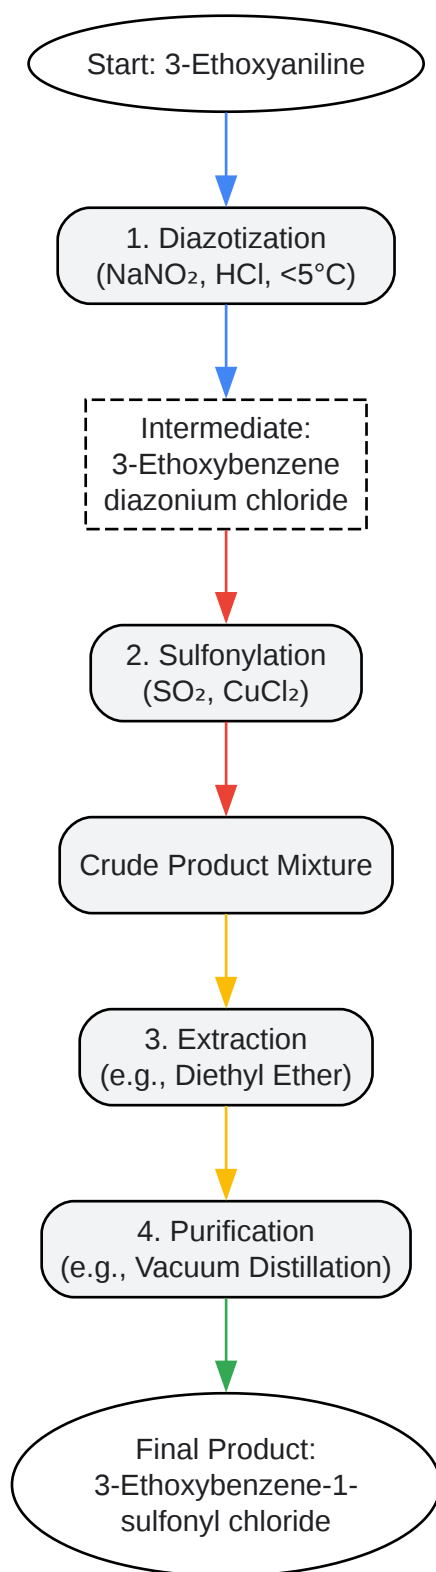 Start: 3-Ethoxyaniline
1. Diazotization
(NaNO₂, HCl, <5°C)
Intermediate:
3-Ethoxybenzene
diazonium chloride
2. Sulfonylation
(SO₂, CuCl₂)
Crude Product Mixture
3. Extraction
(e.g., Diethyl Ether)
4. Purification
(e.g., Vacuum Distillation)
Final Product:
3-Ethoxybenzene-1-
sulfonyl chloride